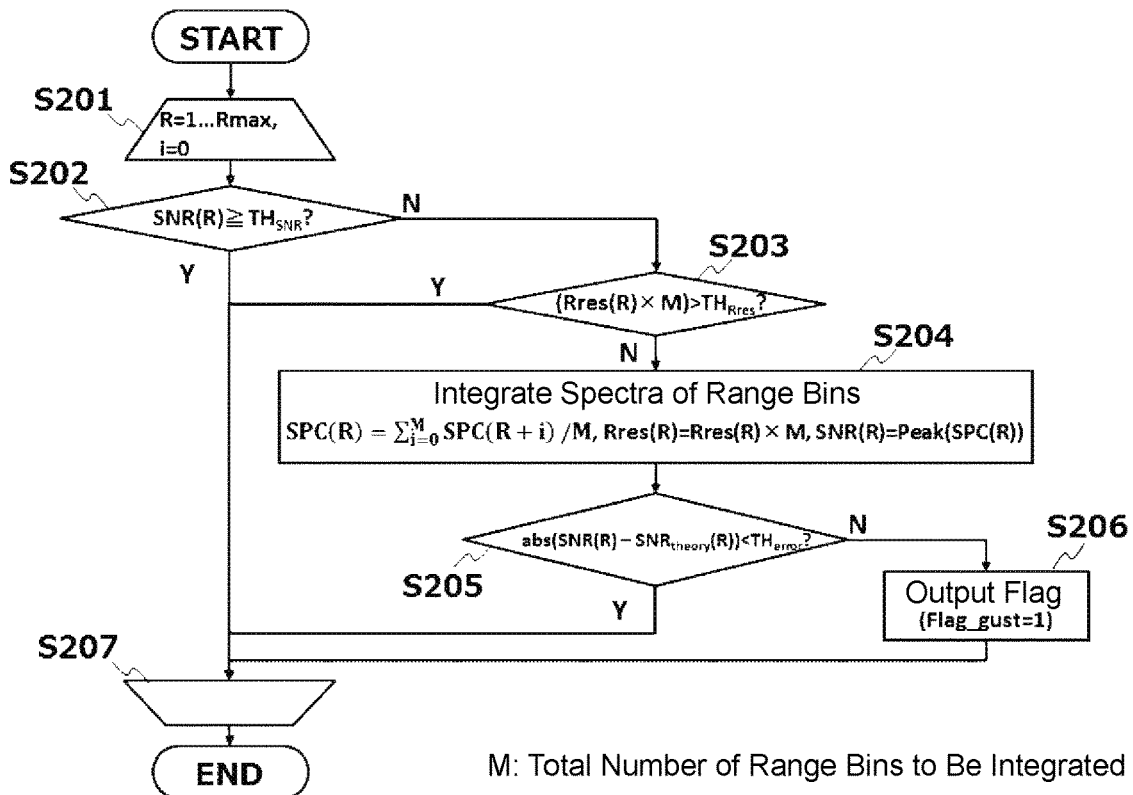 START
S201
R=1...Rmax,
i=0
S202
SNR(R)≧TH_SNR?
N
Y
S203
Y
(Rres(R)×M)>TH_Rres?
N
S204
Integrate Spectra of Range Bins
SPC(R) = ∑_{i=0}^{M} SPC(R + i) /M, Rres(R)=Rres(R)×M, SNR(R)=Peak(SPC(R))
abs(SNR(R)−SNR_theory(R))<TH_error?
N
S205
Y
S206
Output Flag
(Flag_gust=1)
S207
END
M: Total Number of Range Bins to Be Integrated